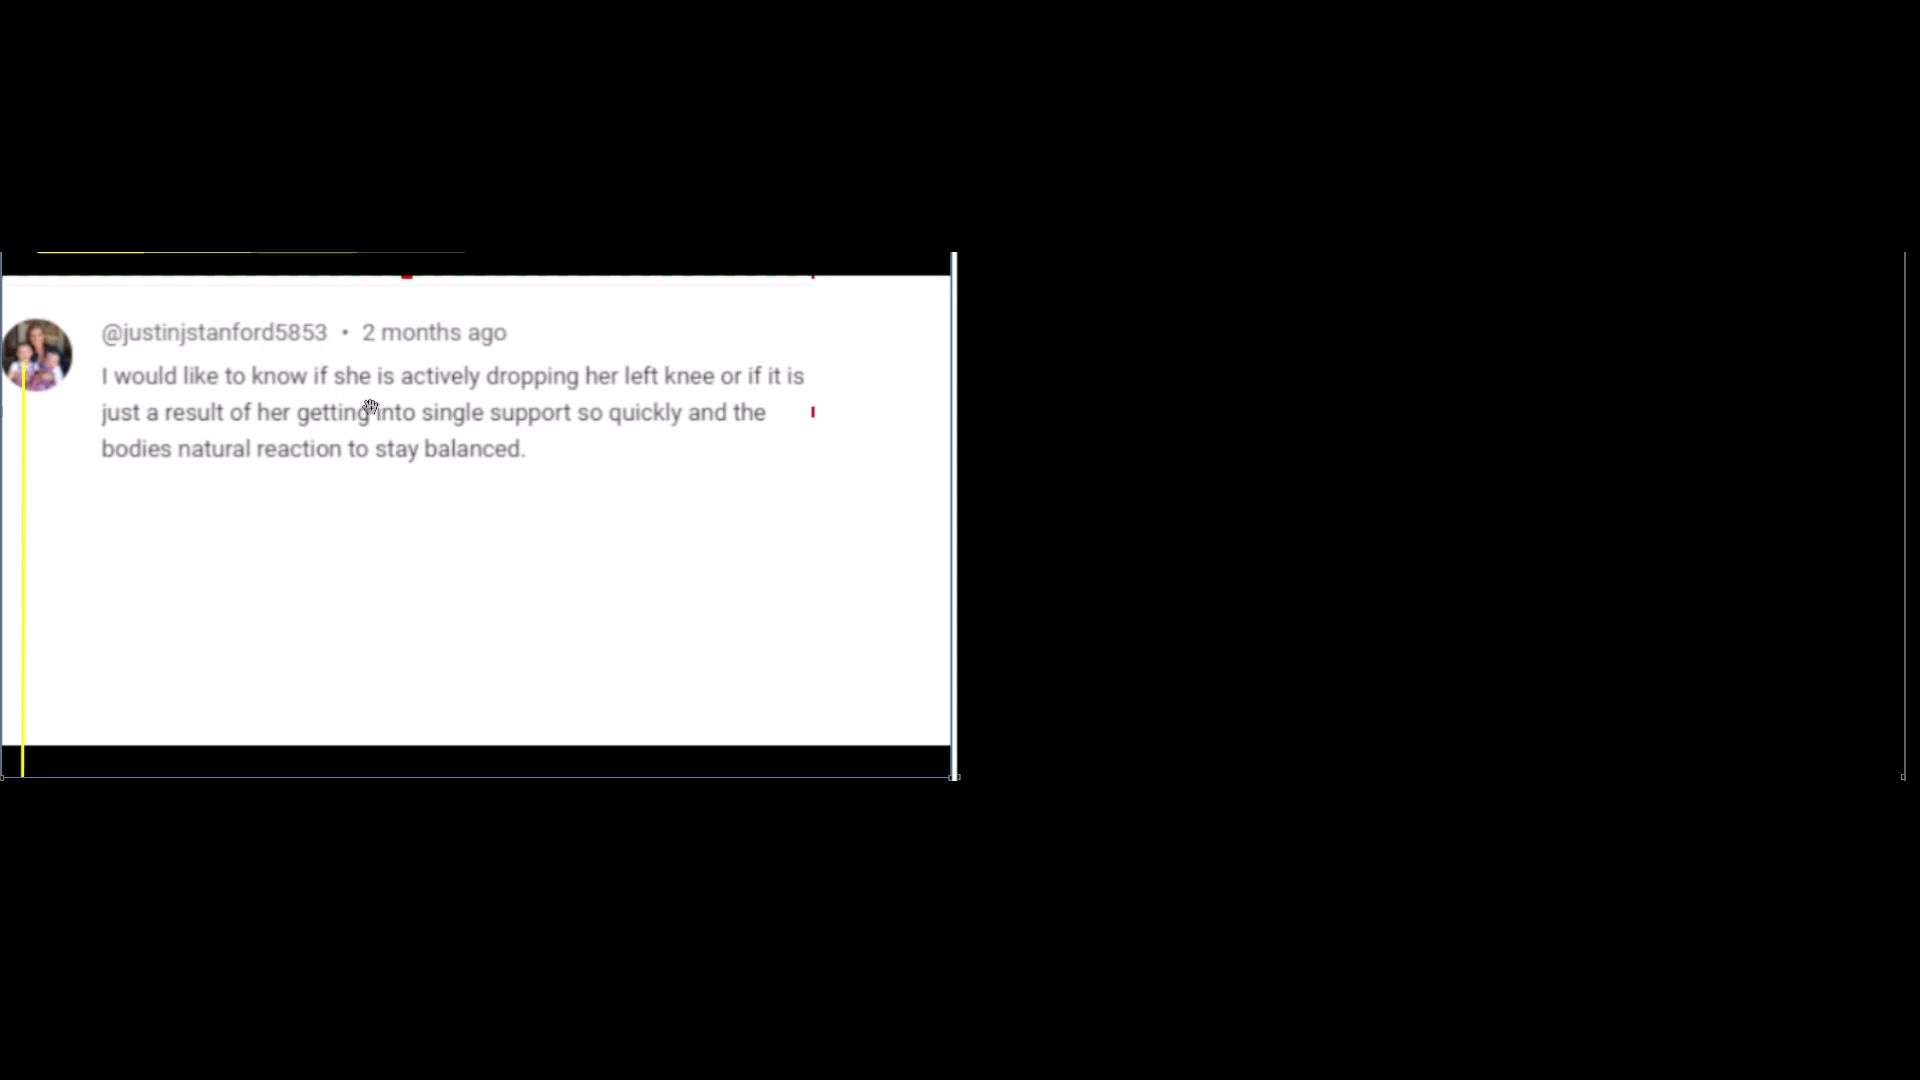 @justinjstanford5853 • 2 months ago
I would like to know if she is actively dropping her left knee or if it is
just a result of her getting into single support so quickly and the
bodies natural reaction to stay balanced.